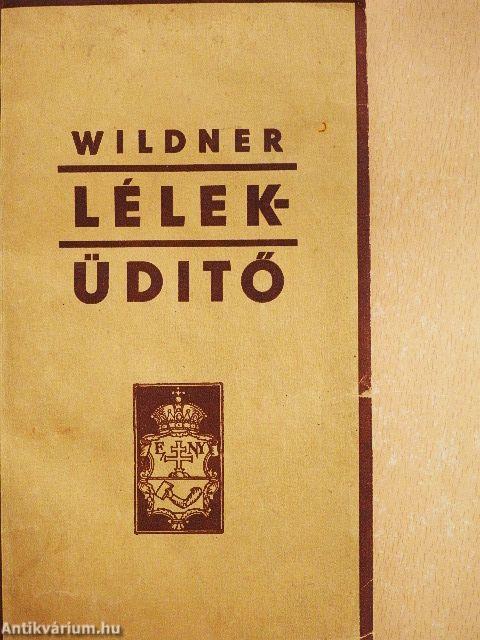 WILDNER
LÉLEK-
ÜDITŐ
E NY
Antikvárium.hu